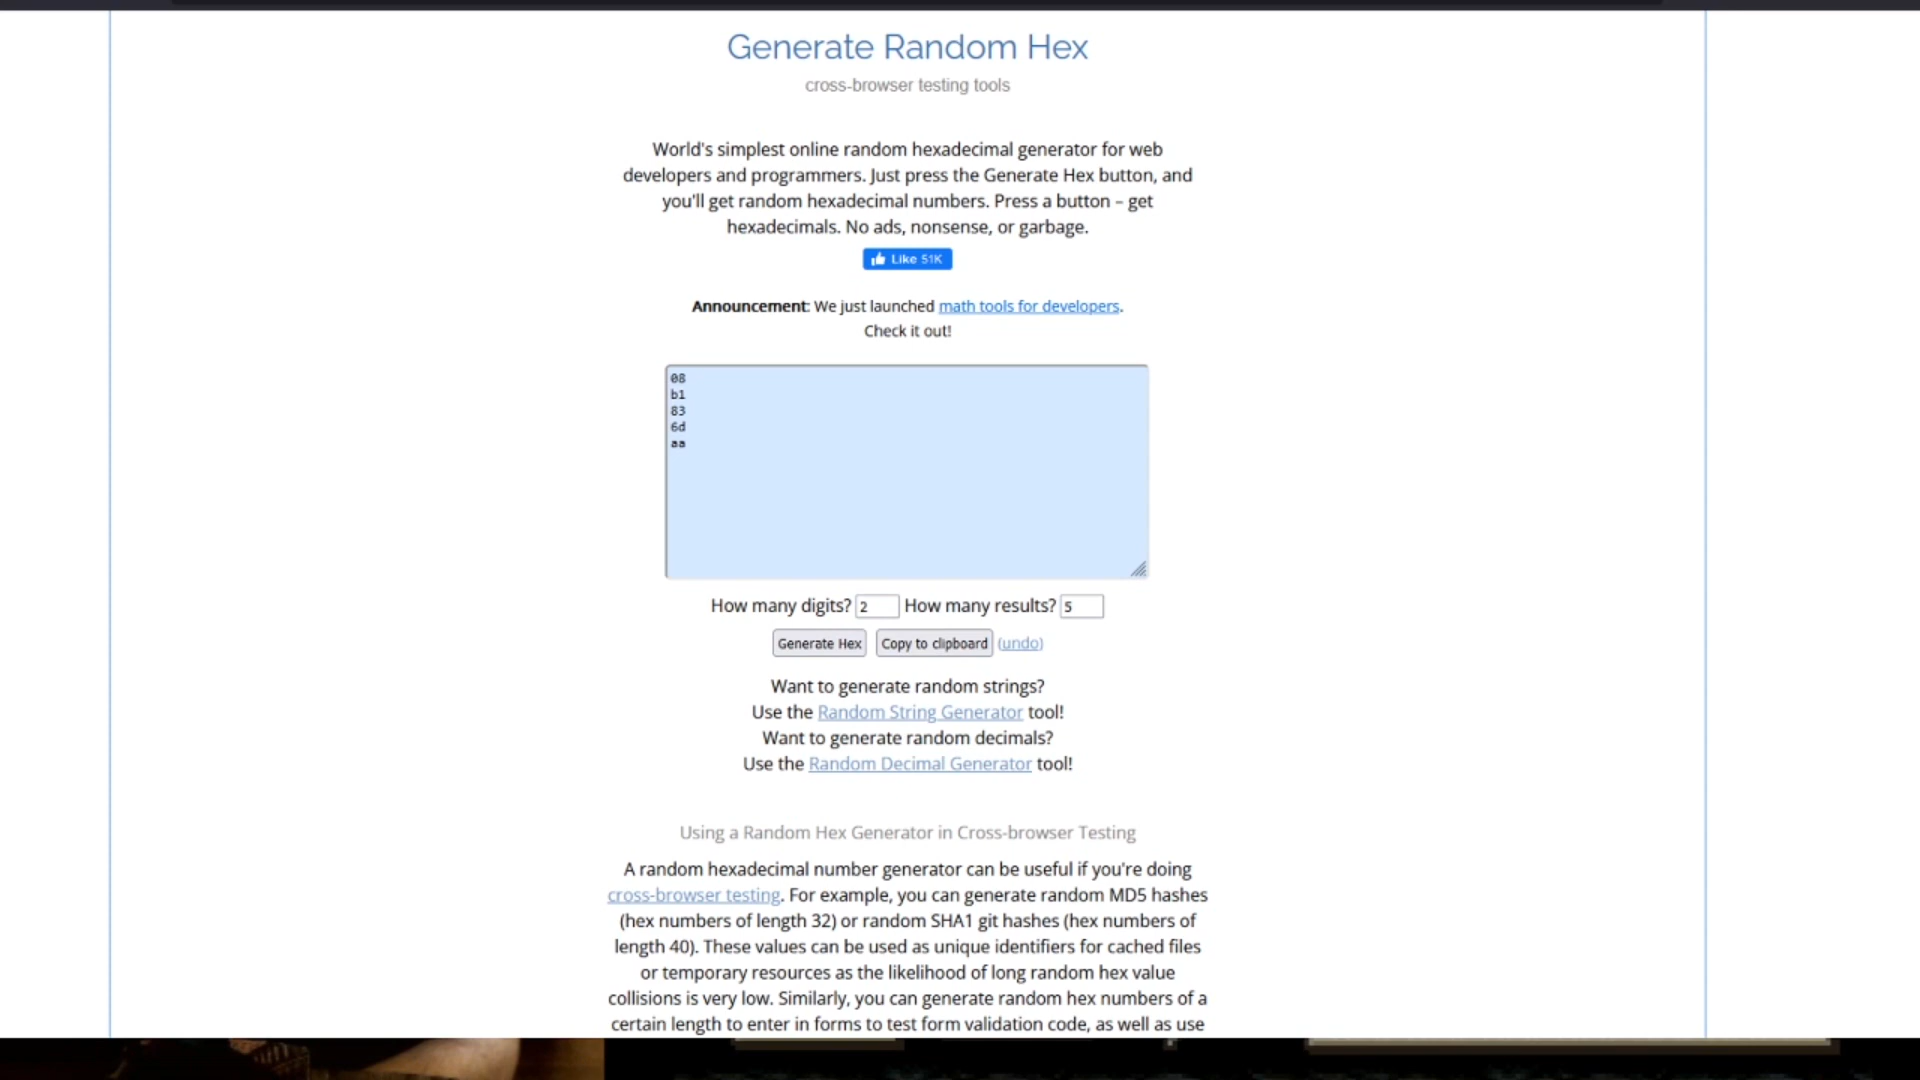 Generate Random Hex
cross-browser testing tools
World's simplest online random hexadecimal generator for web
developers and programmers. Just press the Generate Hex button, and
you'll get random hexadecimal numbers. Press a button – get
hexadecimals. No ads, nonsense, or garbage.
Like 51K
Announcement: We just launched math tools for developers.
Check it out!
08
b1
83
6d
aa
How many digits? 2 How many results? 5
Generate Hex Copy to clipboard (undo)
Want to generate random strings?
Use the Random String Generator tool!
Want to generate random decimals?
Use the Random Decimal Generator tool!
Using a Random Hex Generator in Cross-browser Testing
A random hexadecimal number generator can be useful if you're doing
cross-browser testing. For example, you can generate random MD5 hashes
(hex numbers of length 32) or random SHA1 git hashes (hex numbers of
length 40). These values can be used as unique identifiers for cached files
or temporary resources as the likelihood of long random hex value
collisions is very low. Similarly, you can generate random hex numbers of a
certain length to enter in forms to test form validation code, as well as use